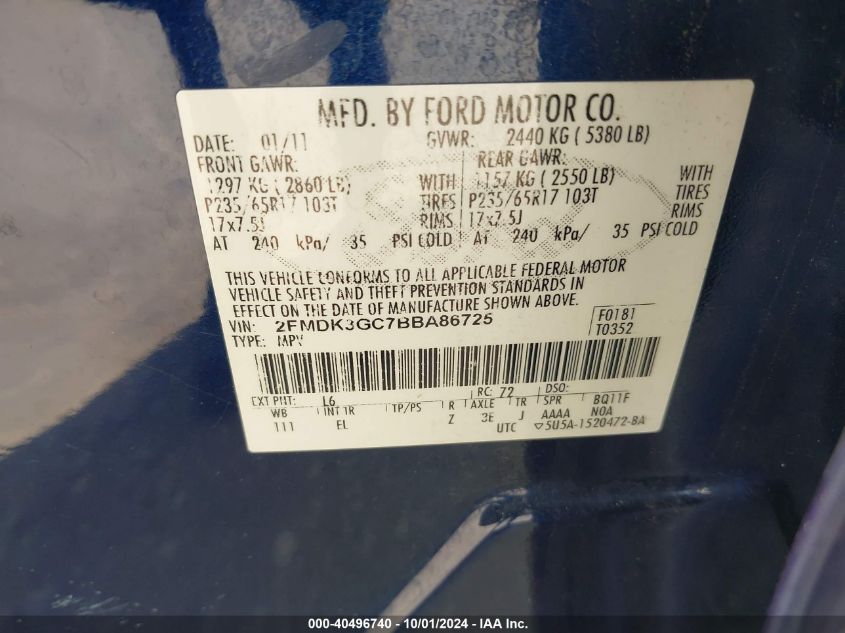 MFD. BY FORD MOTOR CO.
DATE: 01/11 GVWR: 2440 KG ( 5380 LB)
FRONT GAWR: REAR GAWR:
1297 KG ( 2860 LB) WITH 1157 KG ( 2550 LB) WITH
P235/65R17 103T TIRES P235/65R17 103T TIRES
17x7.5J RIMS 17x7.5J RIMS
AT 240 kPa/ 35 PSI COLD AT 240 kPa/ 35 PSI COLD
THIS VEHICLE CONFORMS TO ALL APPLICABLE FEDERAL MOTOR
VEHICLE SAFETY AND THEFT PREVENTION STANDARDS IN
EFFECT ON THE DATE OF MANUFACTURE SHOWN ABOVE.
VIN: 2FMDK3GC7BBA86725 F0181
TYPE: MPV T0352
EXT PNT: L6 RC: 72 DSO:
WB INT TR TP/PS R AXLE TR SPR BQ11F
111 EL Z 3E J AAAA N0A
UTC ▽5U5A-1520472-BA
000-40496740 - 10/01/2024 - IAA Inc.